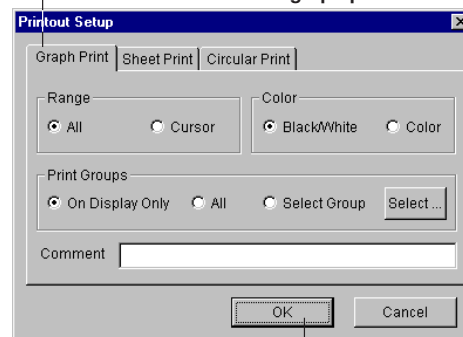 Printout Setup
Graph Print Sheet Print Circular Print
Range
All Cursor
Color
Black/White Color
Print Groups
On Display Only All Select Group Select ...
Comment
OK Cancel